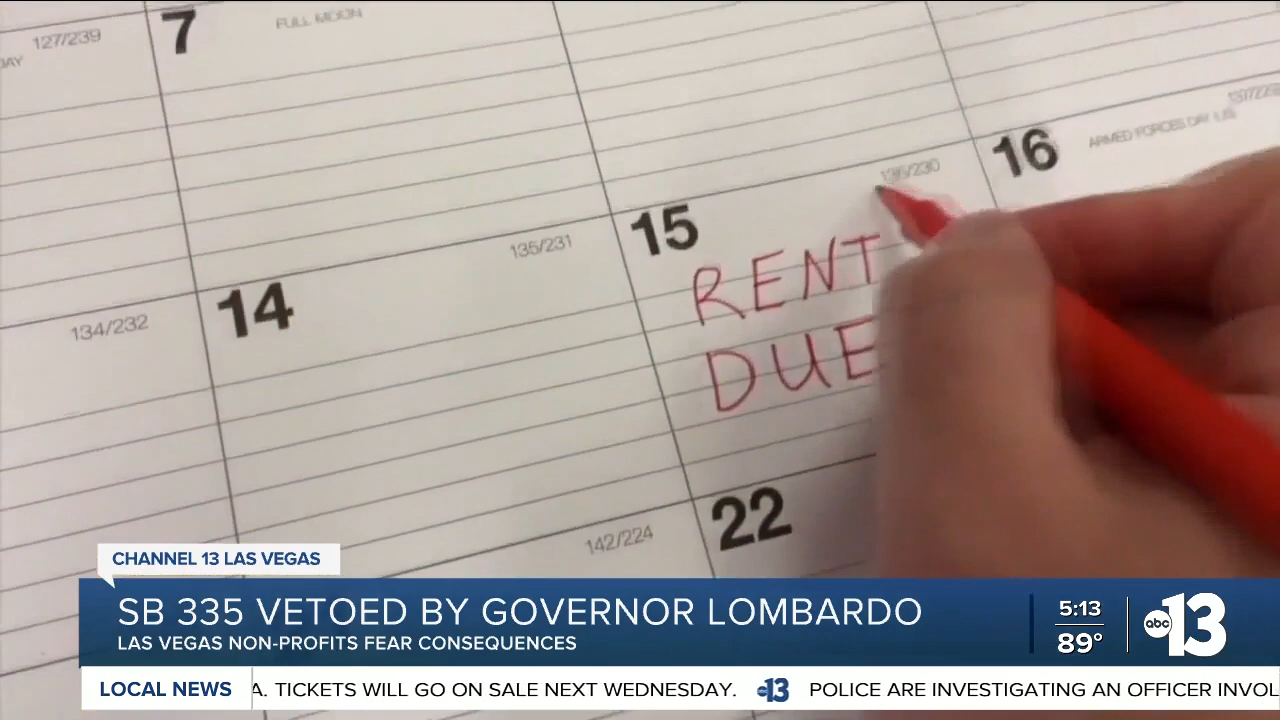 127/239
7
FULL MOON
DAY
16
ARMED FORCES DAY (US)
15
135/231
RENT
DUE
14
134/232
22
142/224
CHANNEL 13 LAS VEGAS
SB 335 VETOED BY GOVERNOR LOMBARDO
LAS VEGAS NON-PROFITS FEAR CONSEQUENCES
5:13
89°
abc 13
LOCAL NEWS
A. TICKETS WILL GO ON SALE NEXT WEDNESDAY.
abc 13
POLICE ARE INVESTIGATING AN OFFICER INVOL